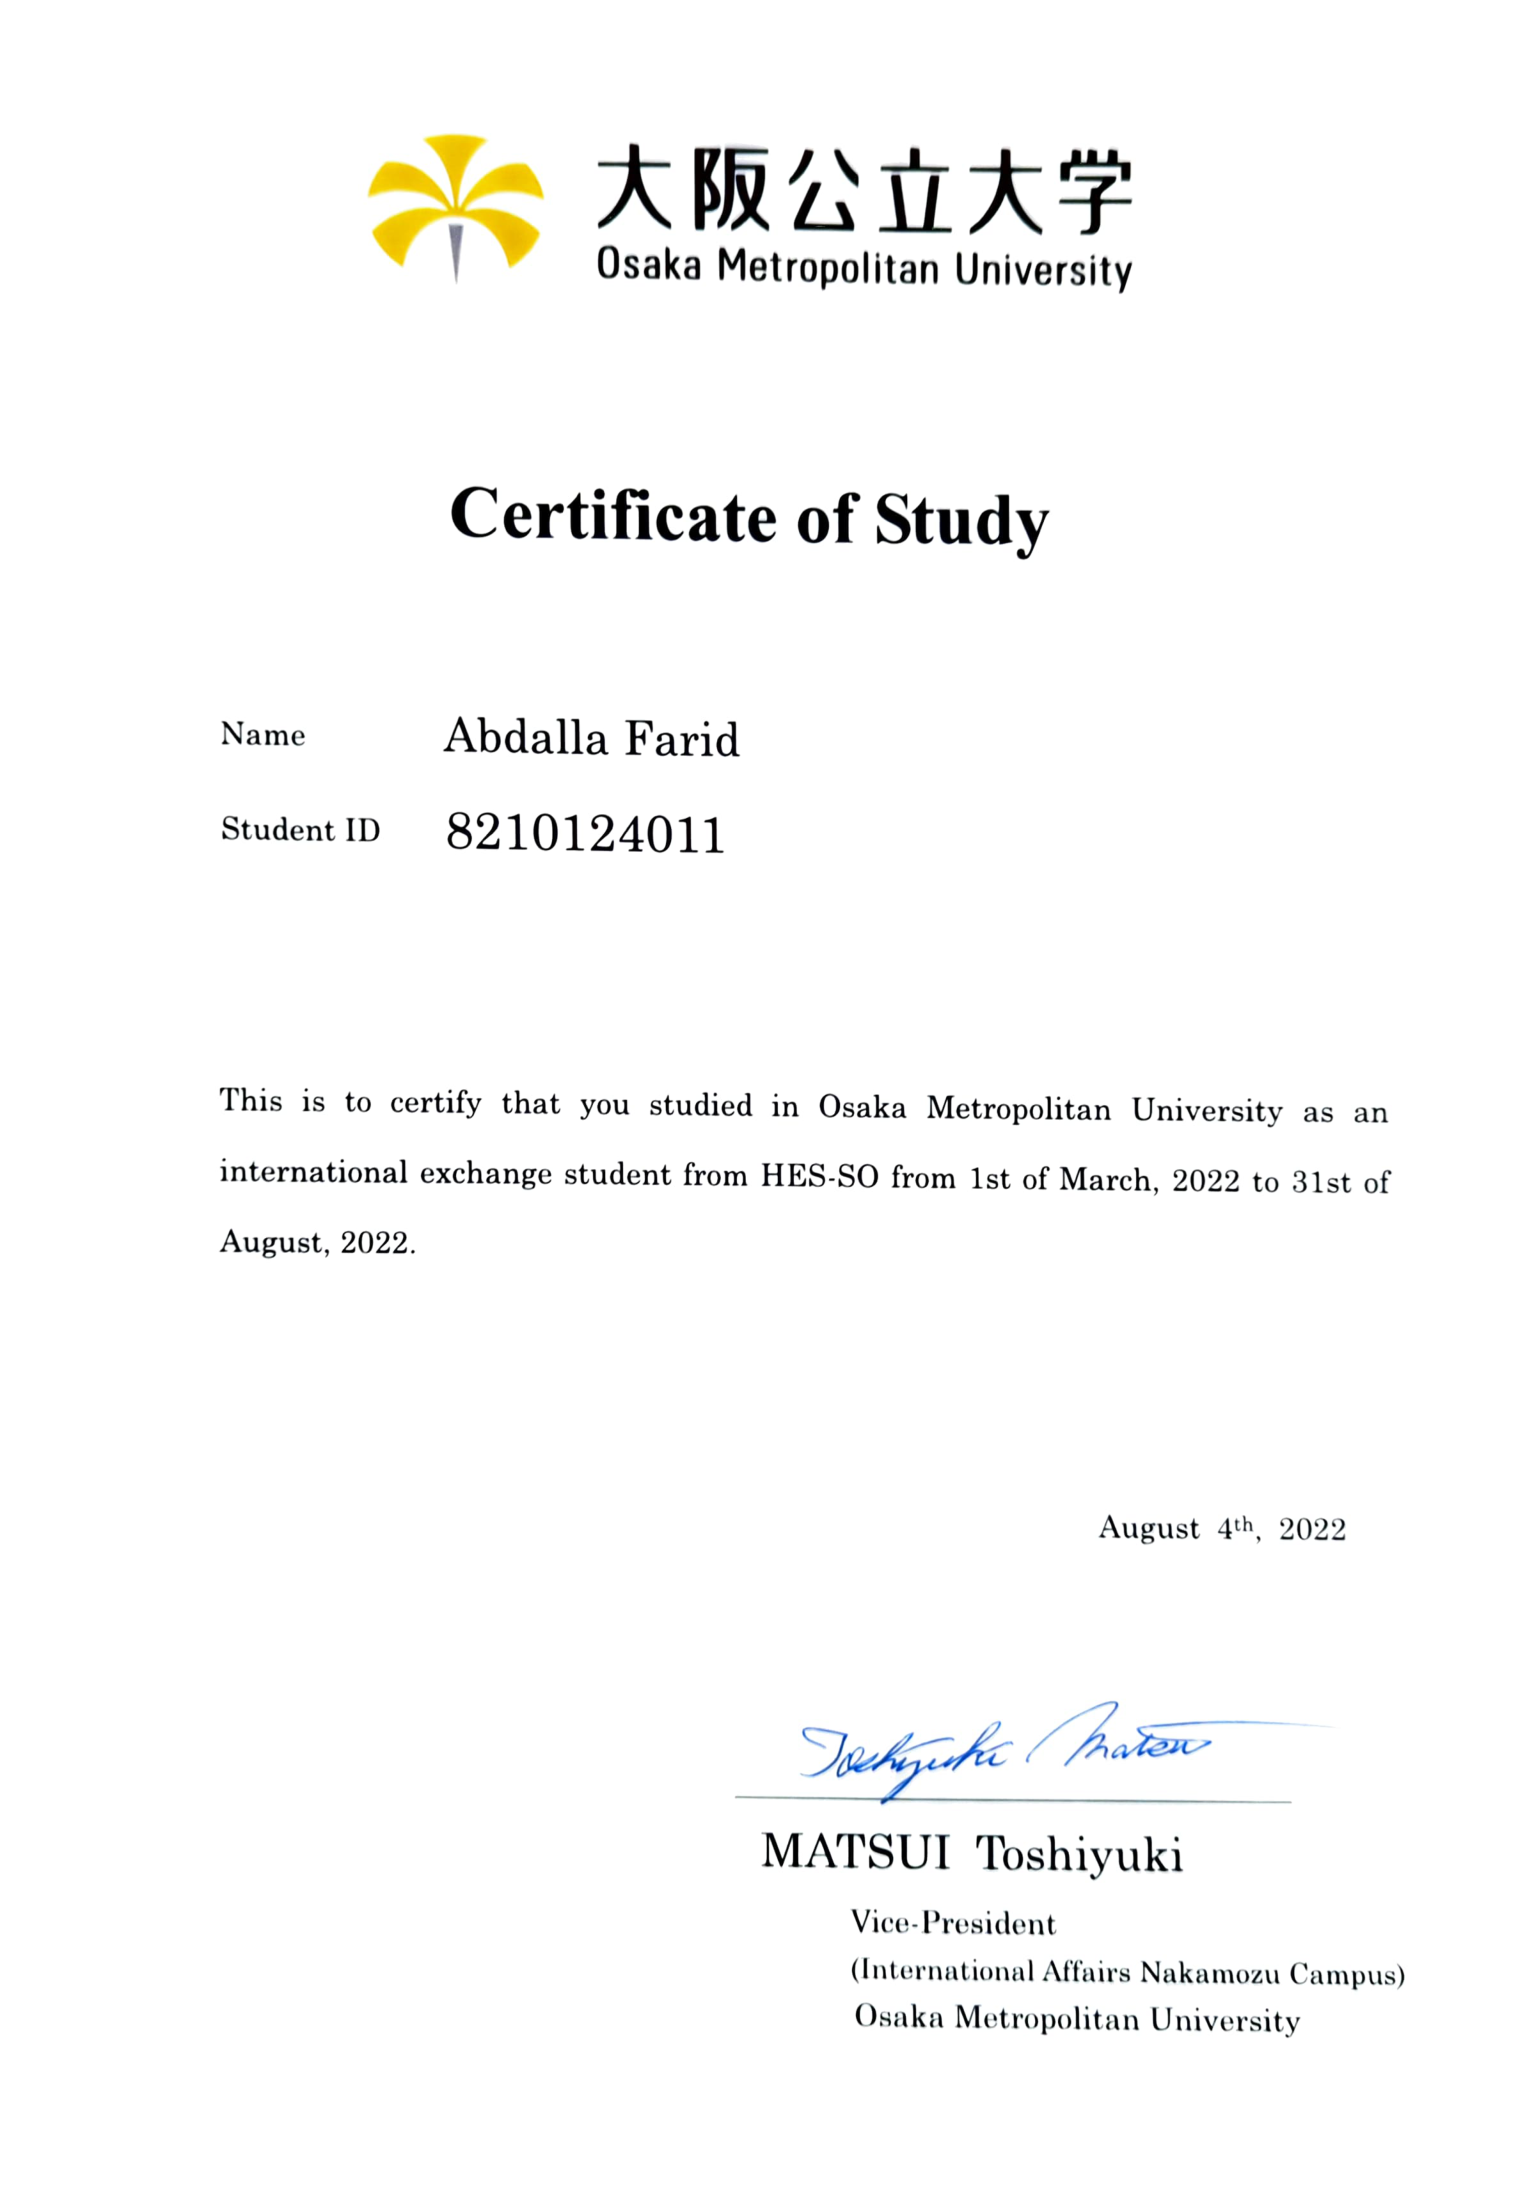 大阪公立大学
Osaka Metropolitan University
Certificate of Study
Name Abdalla Farid
Student ID 8210124011
This is to certify that you studied in Osaka Metropolitan University as an
international exchange student from HES-SO from 1st of March, 2022 to 31st of
August, 2022.
August 4th, 2022
Toshiyuki Matsui
MATSUI Toshiyuki
Vice-President
(International Affairs Nakamozu Campus)
Osaka Metropolitan University